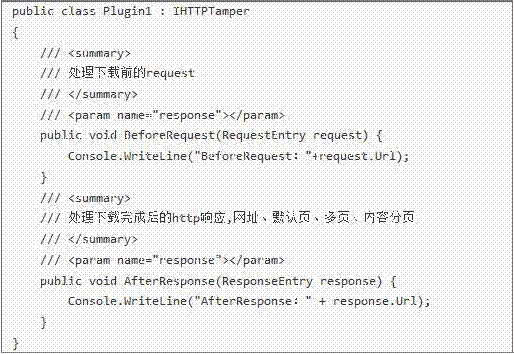 public class Plugin1 : IHTTPTamper
{
/// <summary>
/// 处理下载前的request
/// </summary>
/// <param name="response"></param>
public void BeforeRequest(RequestEntry request) {
Console.WriteLine("BeforeRequest: "+request.Url);
}
/// <summary>
/// 处理下载完成后的http响应,网址、默认页、多页、内容分页
/// </summary>
/// <param name="response"></param>
public void AfterResponse(ResponseEntry response) {
Console.WriteLine("AfterResponse: " + response.Url);
}
}